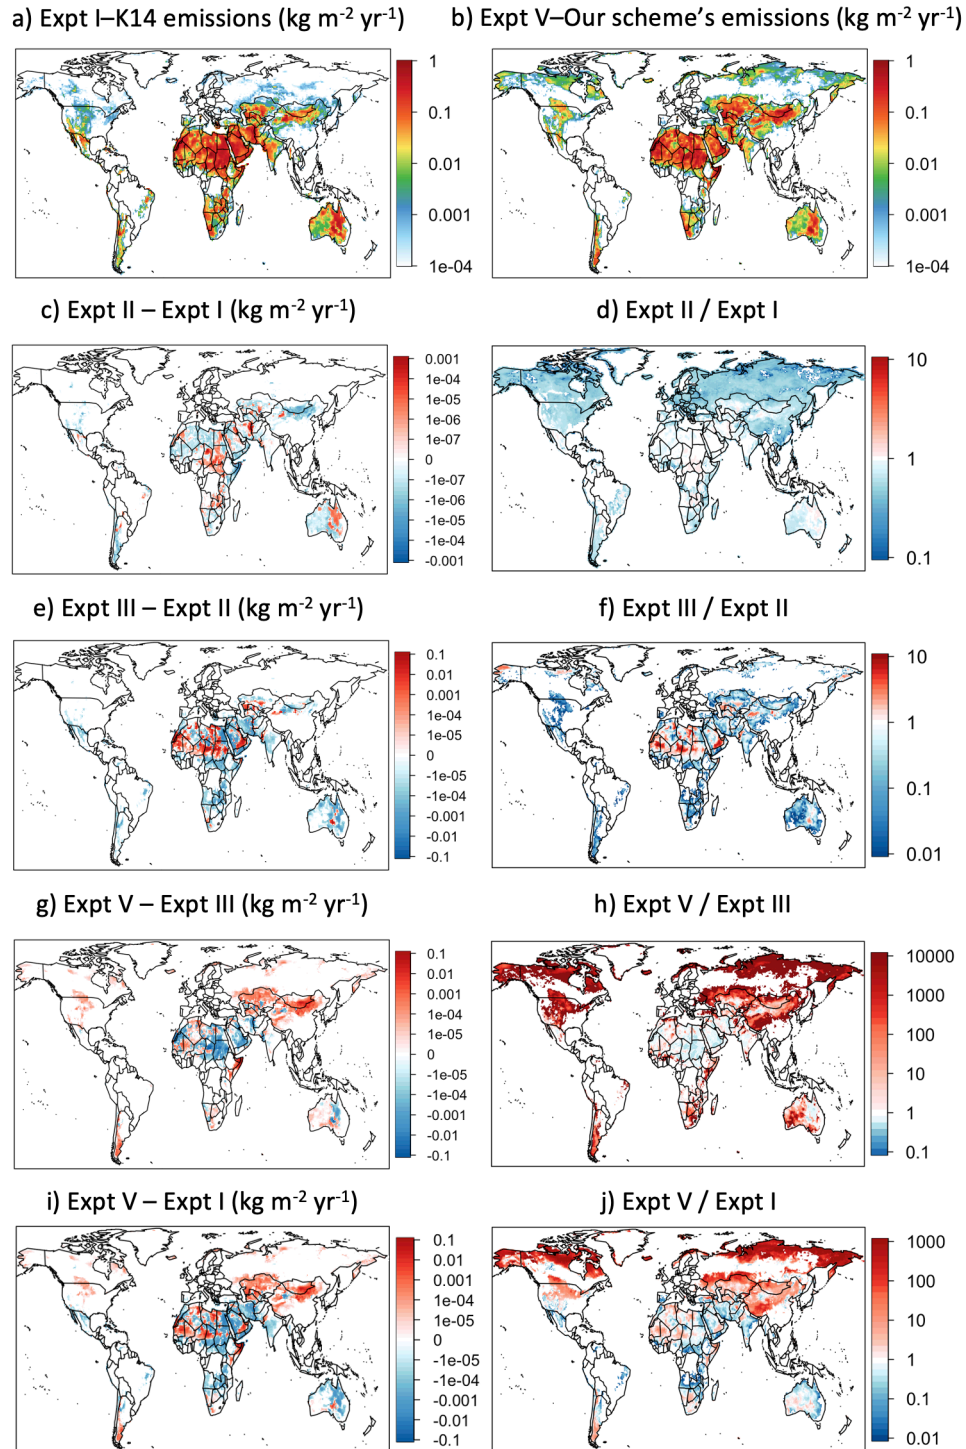 a) Expt I–K14 emissions (kg m⁻² yr⁻¹)
b) Expt V–Our scheme's emissions (kg m⁻² yr⁻¹)
1
0.1
0.01
0.001
1e-04
1
0.1
0.01
0.001
1e-04
c) Expt II – Expt I (kg m⁻² yr⁻¹)
d) Expt II / Expt I
0.001
1e-04
1e-05
1e-06
1e-07
0
-1e-07
-1e-06
-1e-05
-1e-04
-0.001
10
1
0.1
e) Expt III – Expt II (kg m⁻² yr⁻¹)
f) Expt III / Expt II
0.1
0.01
0.001
1e-04
1e-05
0
-1e-05
-1e-04
-0.001
-0.01
-0.1
10
1
0.1
0.01
g) Expt V – Expt III (kg m⁻² yr⁻¹)
h) Expt V / Expt III
0.1
0.01
0.001
1e-04
1e-05
0
-1e-05
-1e-04
-0.001
-0.01
-0.1
10000
1000
100
10
1
0.1
i) Expt V – Expt I (kg m⁻² yr⁻¹)
j) Expt V / Expt I
0.1
0.01
0.001
1e-04
1e-05
0
-1e-05
-1e-04
-0.001
-0.01
-0.1
1000
100
10
1
0.1
0.01